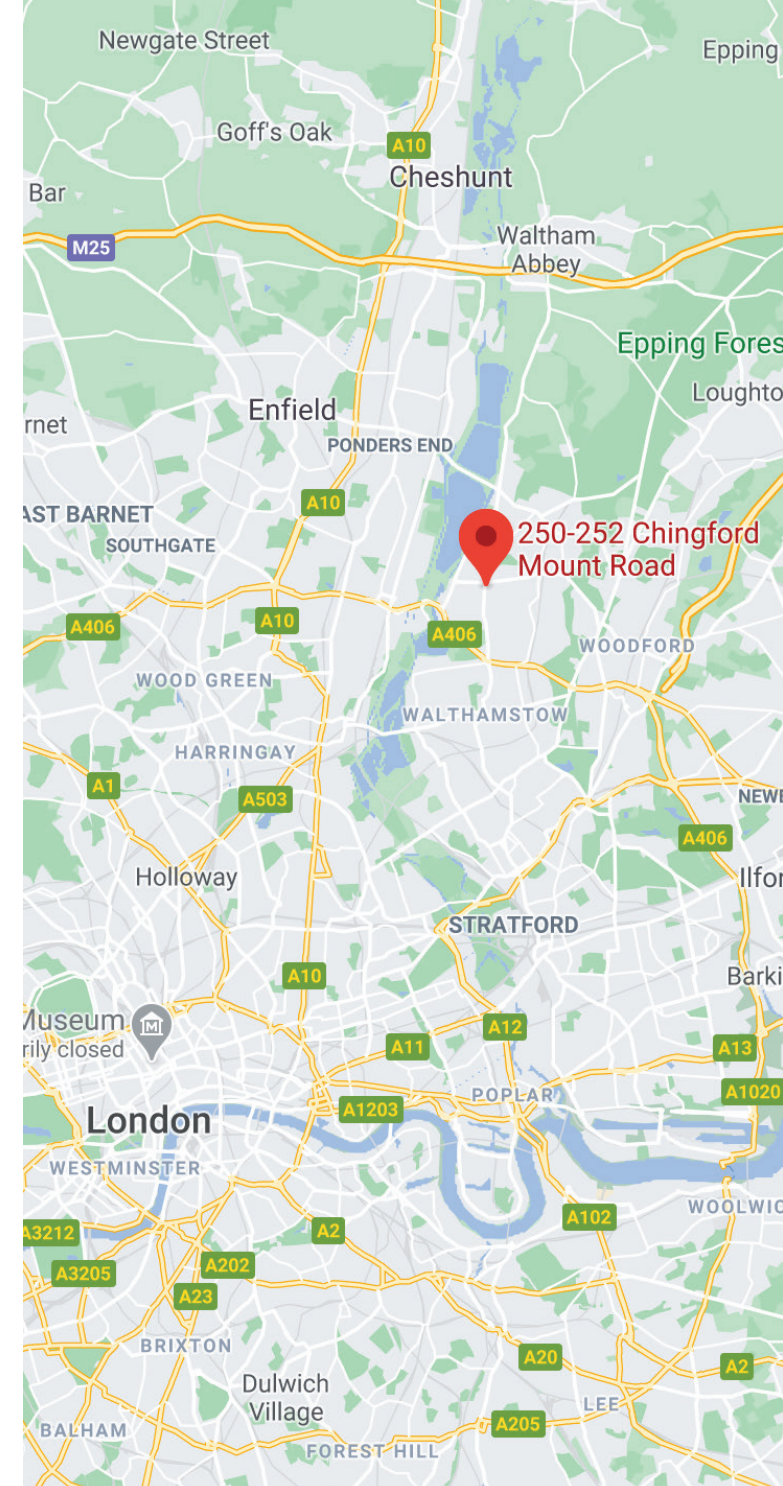 Newgate Street
Epping
Goff's Oak
A10
Cheshunt
Bar
M25
Waltham
Abbey
Epping Fores
Loughto
Enfield
rnet
PONDERS END
A10
AST BARNET
SOUTHGATE
250-252 Chingford
Mount Road
A406
A10
A406
WOODFORD
WOOD GREEN
WALTHAMSTOW
HARRINGAY
A1
A503
NEWB
A406
Holloway
Ilfor
STRATFORD
A10
Barki
Museum
rily closed
A12
A11
A13
A1020
A1203
POPLAR
London
WESTMINSTER
WOOLWIC
A3212
A2
A102
A3205
A202
A23
BRIXTON
A20
A2
Dulwich
Village
LEE
A205
BALHAM
FOREST HILL